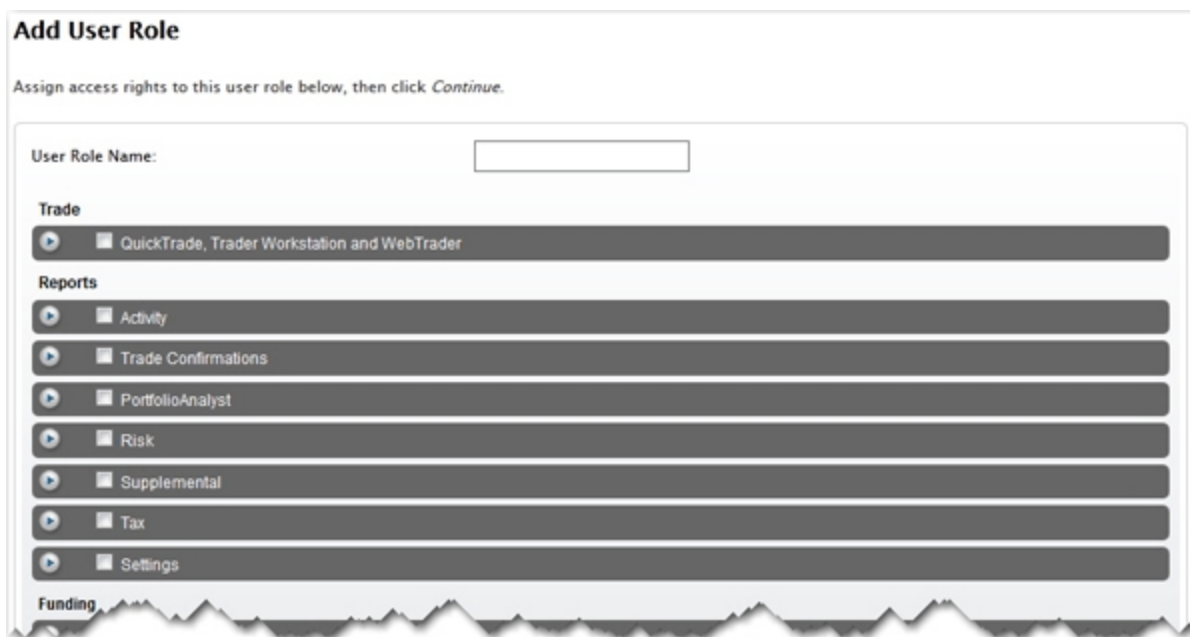 Add User Role
Assign access rights to this user role below, then click Continue.
User Role Name:
Trade
QuickTrade, Trader Workstation and WebTrader
Reports
Activity
Trade Confirmations
PortfolioAnalyst
Risk
Supplemental
Tax
Settings
Funding